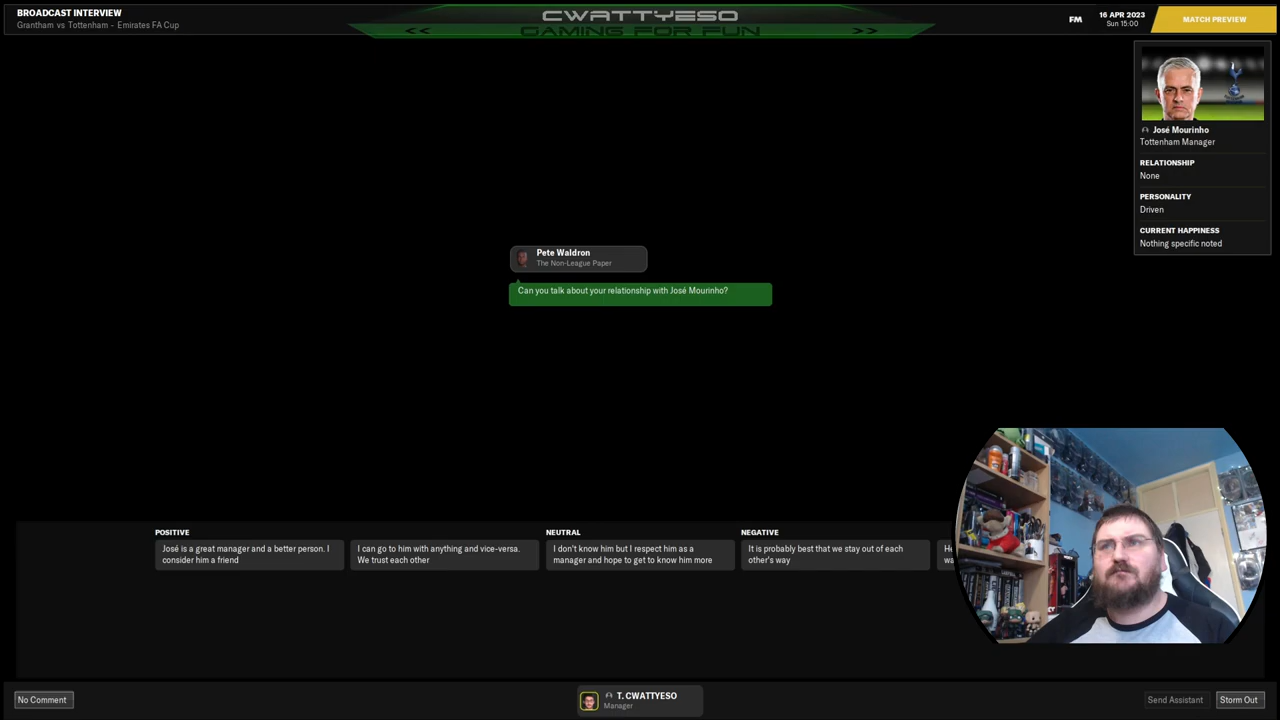 BROADCAST INTERVIEW
Grantham vs Tottenham - Emirates FA Cup
CWATTYESO
<< GAMING FOR FUN >>
FM
16 APR 2023
Sun 15:00
MATCH PREVIEW
José Mourinho
Tottenham Manager
RELATIONSHIP
None
PERSONALITY
Driven
CURRENT HAPPINESS
Nothing specific noted
Pete Waldron
The Non-League Paper
Can you talk about your relationship with José Mourinho?
POSITIVE
José is a great manager and a better person. I
consider him a friend
I can go to him with anything and vice-versa.
We trust each other
NEUTRAL
I don't know him but I respect him as a
manager and hope to get to know him more
NEGATIVE
It is probably best that we stay out of each
other's way
No Comment
T. CWATTYESO
Manager
Send Assistant
Storm Out